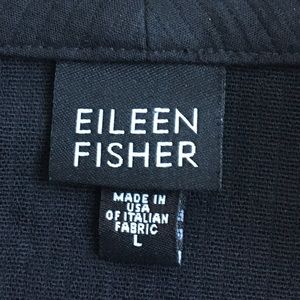 EILEEN
FISHER
MADE IN
USA
OF ITALIAN
FABRIC
L